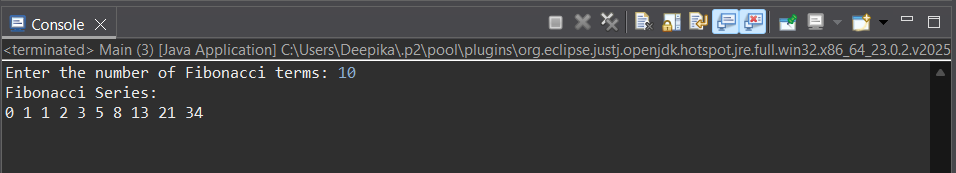 Console
<terminated> Main (3) [Java Application] C:\Users\Deepika\.p2\pool\plugins\org.eclipse.justj.openjdk.hotspot.jre.full.win32.x86_64_23.0.2.v2025
Enter the number of Fibonacci terms: 10
Fibonacci Series:
0 1 1 2 3 5 8 13 21 34